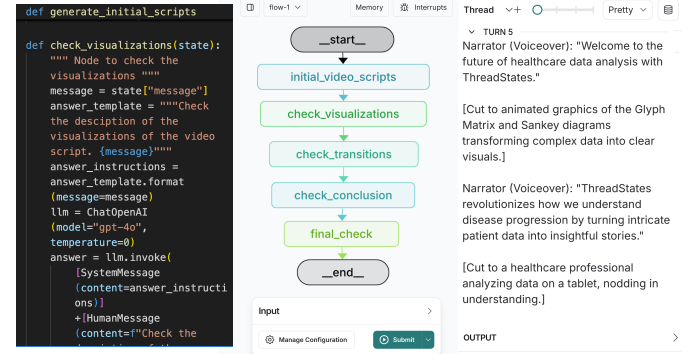 def generate_initial_scripts
def check_visualizations(state):
""" Node to check the
visualizations """
message = state["message"]
answer_template = """Check
the desciption of the
visualizations of the video
script. {message}"""
answer_instructions =
answer_template.format
(message=message)
llm = ChatOpenAI
(model="gpt-4o",
temperature=0)
answer = llm.invoke(
[SystemMessage
(content=answer_instructi
ons)]
+[HumanMessage
(content=f"Check the
flow-1
Memory
Interrupts
__start__
initial_video_scripts
check_visualizations
check_transitions
check_conclusion
final_check
__end__
Input
Manage Configuration
Submit
Thread
Pretty
TURN 5
Narrator (Voiceover): "Welcome to the
future of healthcare data analysis with
ThreadStates."
[Cut to animated graphics of the Glyph
Matrix and Sankey diagrams
transforming complex data into clear
visuals.]
Narrator (Voiceover): "ThreadStates
revolutionizes how we understand
disease progression by turning intricate
patient data into insightful stories."
[Cut to a healthcare professional
analyzing data on a tablet, nodding in
understanding.]
OUTPUT